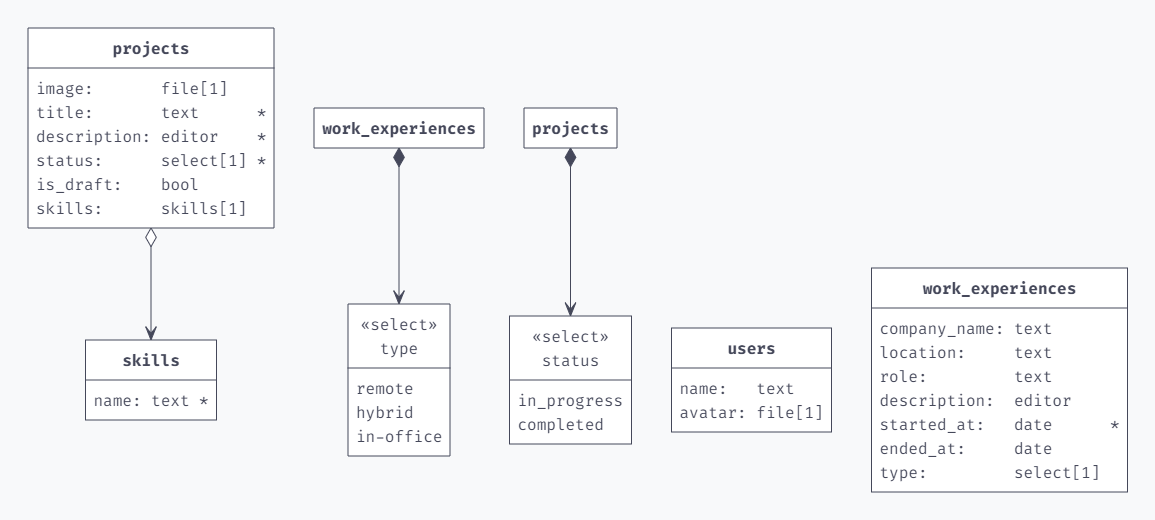 projects
image: file[1]
title: text *
description: editor *
status: select[1] *
is_draft: bool
skills: skills[1]
skills
name: text *
work_experiences
«select»
type
remote
hybrid
in-office
projects
«select»
status
in_progress
completed
users
name: text
avatar: file[1]
work_experiences
company_name: text
location: text
role: text
description: editor
started_at: date *
ended_at: date
type: select[1]